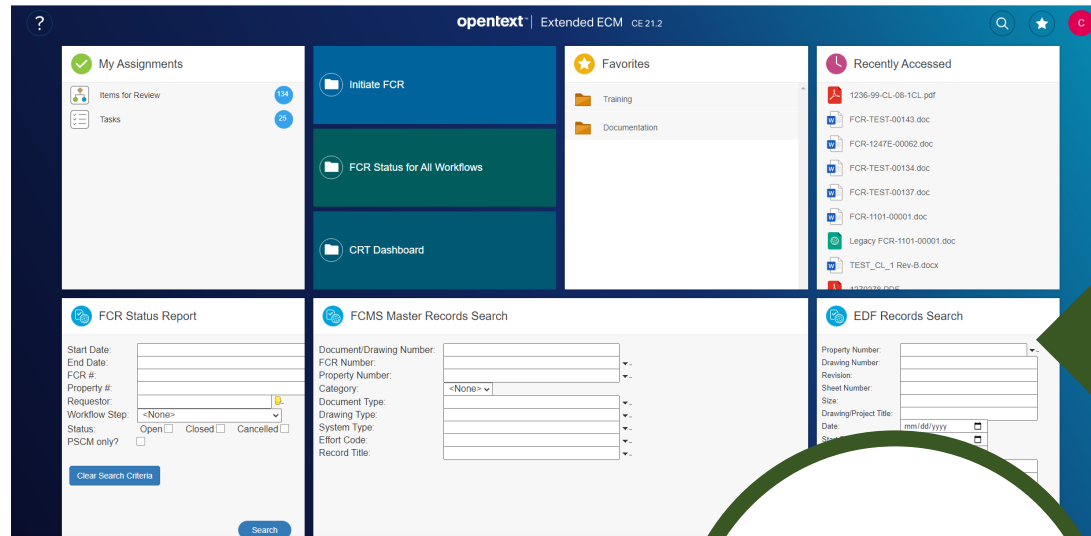 ?
opentext™ | Extended ECM CE 21.2
C
My Assignments
Items for Review 134
Tasks 25
Initiate FCR
FCR Status for All Workflows
CRT Dashboard
Favorites
Training
Documentation
Recently Accessed
1236-99-CL-08-1CL.pdf
FCR-TEST-00143.doc
FCR-1247E-00062.doc
FCR-TEST-00134.doc
FCR-TEST-00137.doc
FCR-1101-00001.doc
Legacy FCR-1101-00001.doc
TEST_CL_1 Rev-B.docx
FCR Status Report
Start Date:
End Date:
FCR #:
Property #:
Requestor:
Workflow Step: <None>
Status: Open Closed Cancelled
PSCM only?
Clear Search Criteria
Search
FCMS Master Records Search
Document/Drawing Number:
FCR Number:
Property Number:
Category: <None>
Document Type:
Drawing Type:
System Type:
Effort Code:
Record Title:
EDF Records Search
Property Number:
Drawing Number:
Revision:
Sheet Number:
Size:
Drawing/Project Title:
Date: mm/dd/yyyy